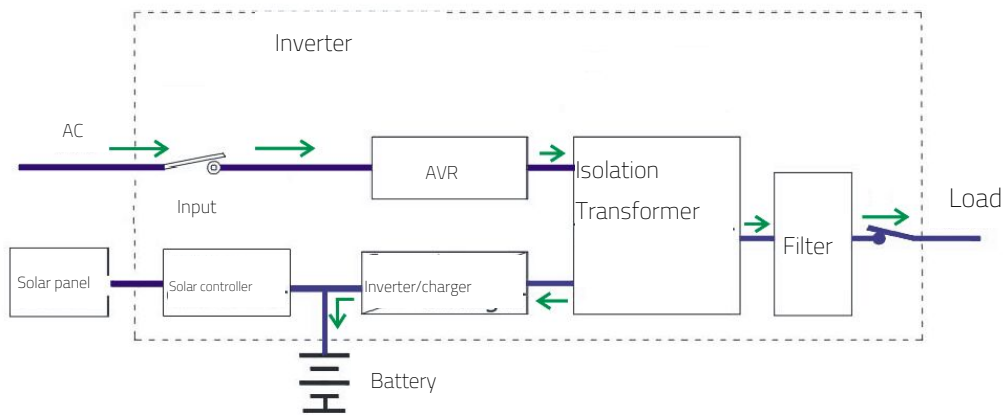 Inverter
AC
Input
AVR
Isolation
Transformer
Load
Filter
Solar panel
Solar controller
Inverter/charger
Battery